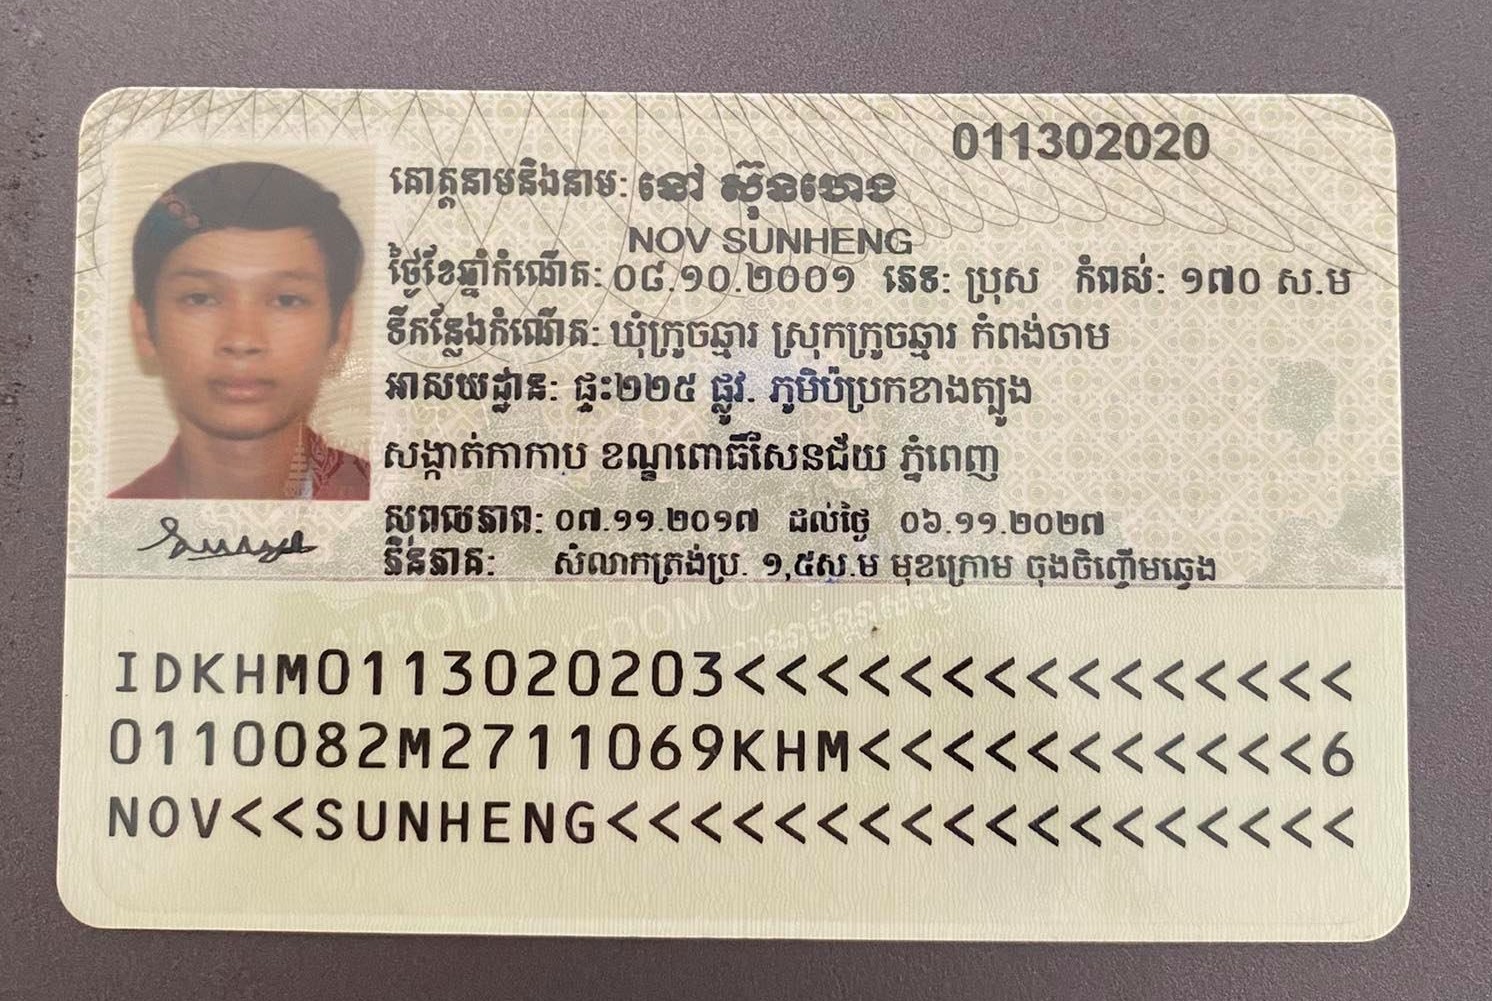 011302020
គោត្តនាមនិងនាម: នៅ ស៊ុនហេង
NOV SUNHENG
ថ្ងៃខែឆ្នាំកំណើត: ០៨.១០.២០០១ ភេទ: ប្រុស កំពស់: ១៧០ ស.ម
ទីកន្លែងកំណើត: ឃុំក្រូចឆ្មារ ស្រុកក្រូចឆ្មារ កំពង់ចាម
អាសយដ្ឋាន: ផ្ទះ២២៥ ផ្លូវ. ភូមិប៉ប្រកខាងត្បូង
សង្កាត់កាកាប ខណ្ឌពោធិ៍សែនជ័យ ភ្នំពេញ
សុពលភាព: ០៧.១១.២០១៧ ដល់ថ្ងៃ ០៦.១១.២០២៧
ភិនភាគ: សំលាកត្រង់ប្រ. ១,៥ស.ម មុខក្រោម ចុងចិញ្ចើមឆ្វេង
IDKHM0113020203<<<<<<<<<<<<<<<
0110082M2711069KHM<<<<<<<<<<<6
NOV<<SUNHENG<<<<<<<<<<<<<<<<<<